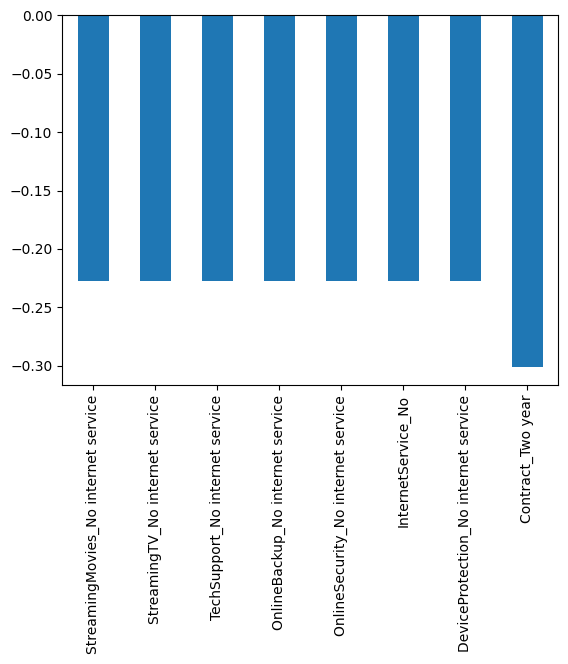 0.00
−0.05
−0.10
−0.15
−0.20
−0.25
−0.30
StreamingMovies_No internet service
StreamingTV_No internet service
TechSupport_No internet service
OnlineBackup_No internet service
OnlineSecurity_No internet service
InternetService_No
DeviceProtection_No internet service
Contract_Two year